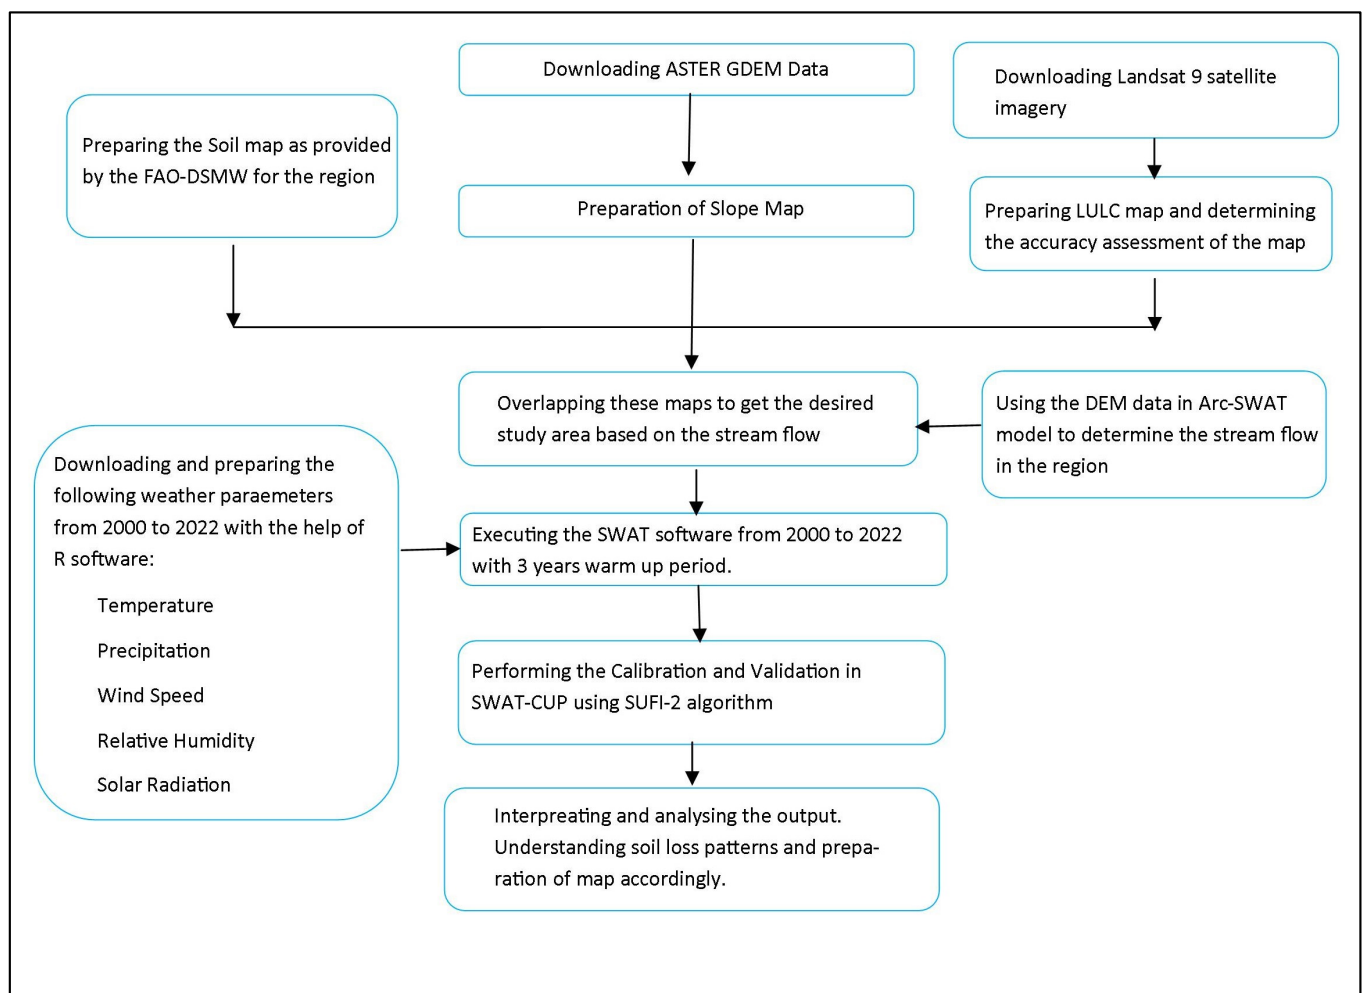 Downloading ASTER GDEM Data
Downloading Landsat 9 satellite
imagery
Preparing the Soil map as provided
by the FAO-DSMW for the region
Preparation of Slope Map
Preparing LULC map and determining
the accuracy assessment of the map
Overlapping these maps to get the desired
study area based on the stream flow
Using the DEM data in Arc-SWAT
model to determine the stream flow
in the region
Downloading and preparing the
following weather paraemeters
from 2000 to 2022 with the help of
R software:
Temperature
Precipitation
Wind Speed
Relative Humidity
Solar Radiation
Executing the SWAT software from 2000 to 2022
with 3 years warm up period.
Performing the Calibration and Validation in
SWAT-CUP using SUFI-2 algorithm
Interpreating and analysing the output.
Understanding soil loss patterns and prepa-
ration of map accordingly.